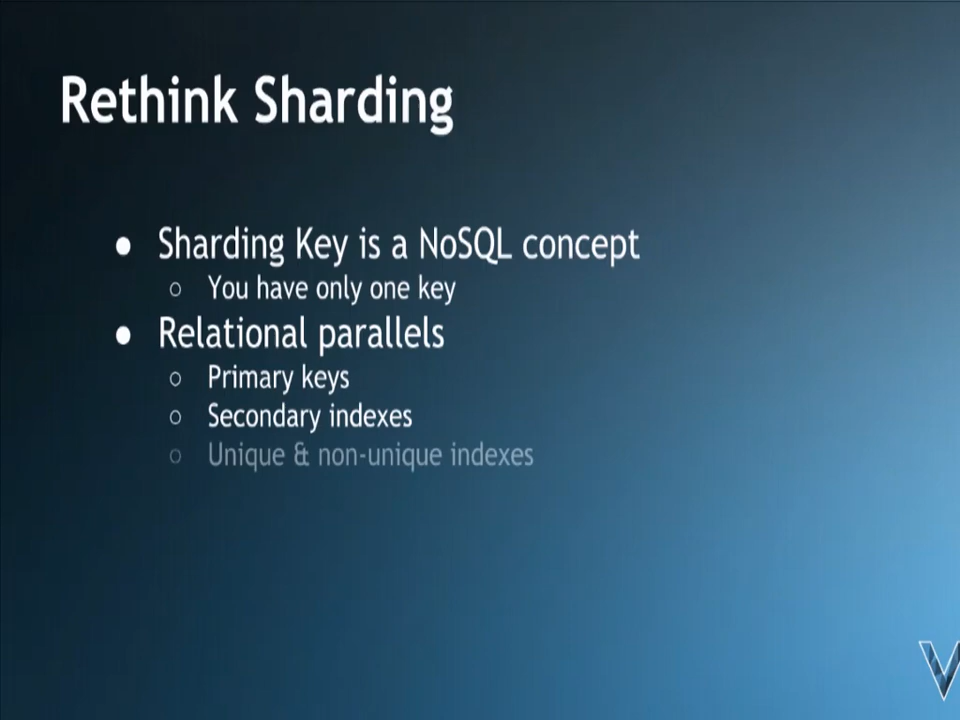 Rethink Sharding
● Sharding Key is a NoSQL concept
○ You have only one key
● Relational parallels
○ Primary keys
○ Secondary indexes
○ Unique & non-unique indexes
V